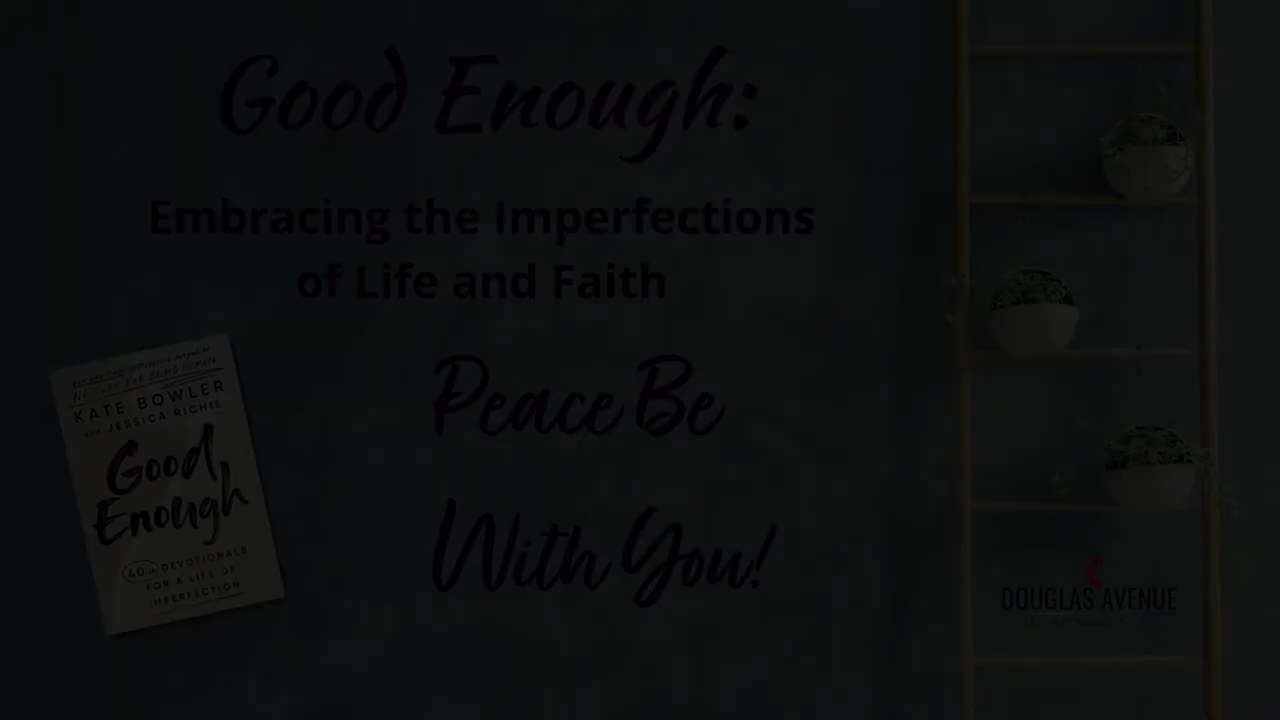 Good Enough:
Embracing the Imperfections
of Life and Faith
Peace Be
With You!
KATE BOWLER
JESSICA RICHIE
Good
Enough
40ish DEVOTIONALS
FOR A LIFE OF
IMPERFECTION
DOUGLAS AVENUE